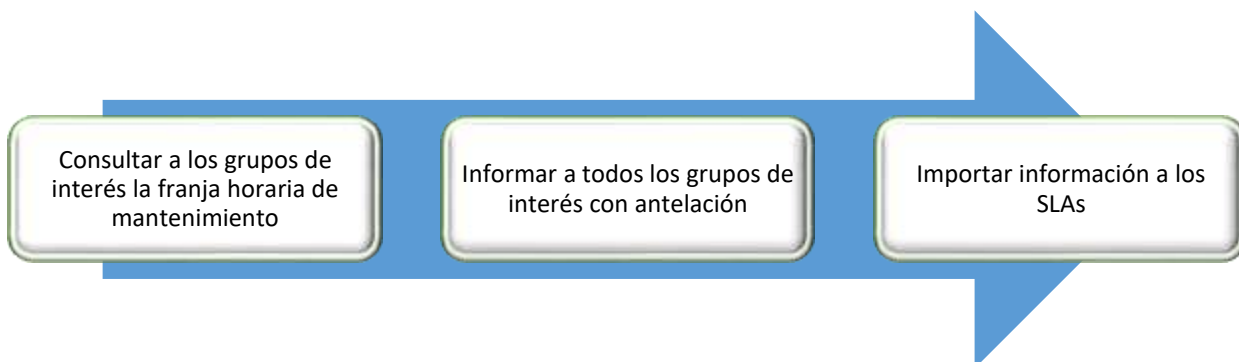 Consultar a los grupos de
interés la franja horaria de
mantenimiento
Informar a todos los grupos de
interés con antelación
Importar información a los
SLAs